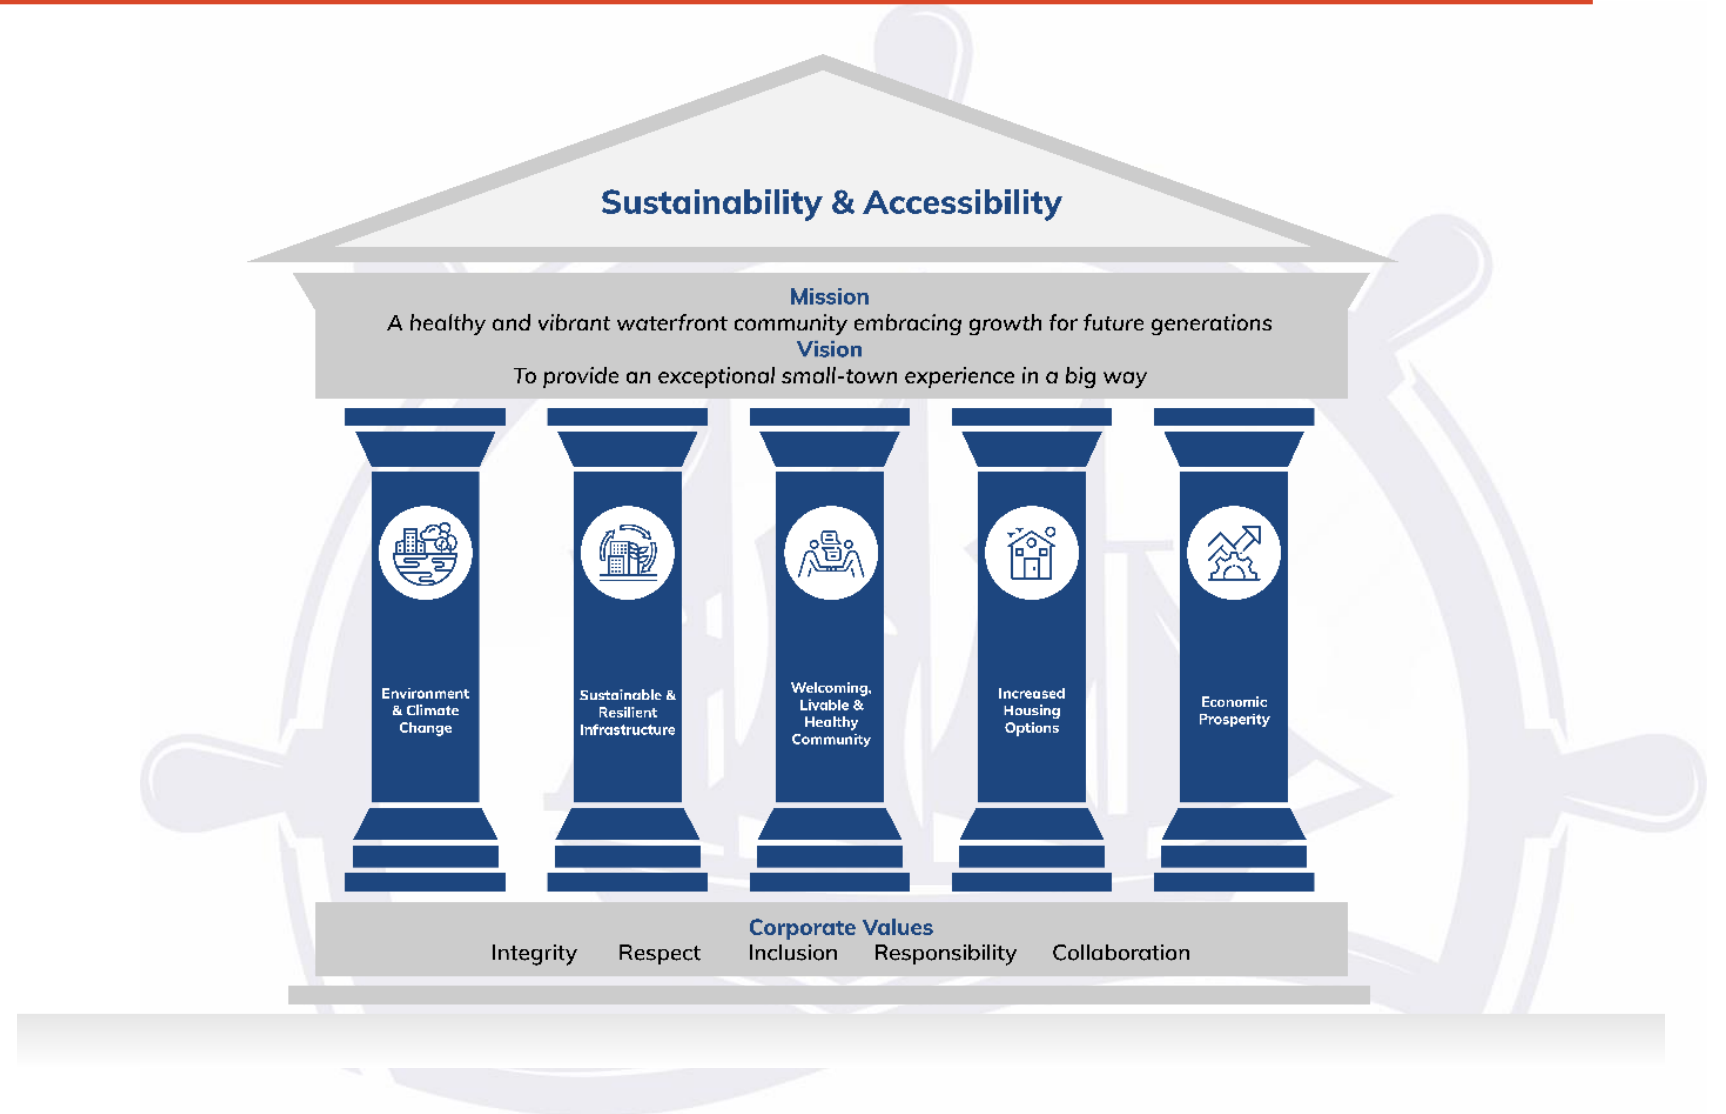 Sustainability & Accessibility
Mission
A healthy and vibrant waterfront community embracing growth for future generations
Vision
To provide an exceptional small-town experience in a big way
Environment
& Climate
Change
Sustainable &
Resilient
Infrastructure
Welcoming,
Livable &
Healthy
Community
Increased
Housing
Options
Economic
Prosperity
Corporate Values
Integrity Respect Inclusion Responsibility Collaboration